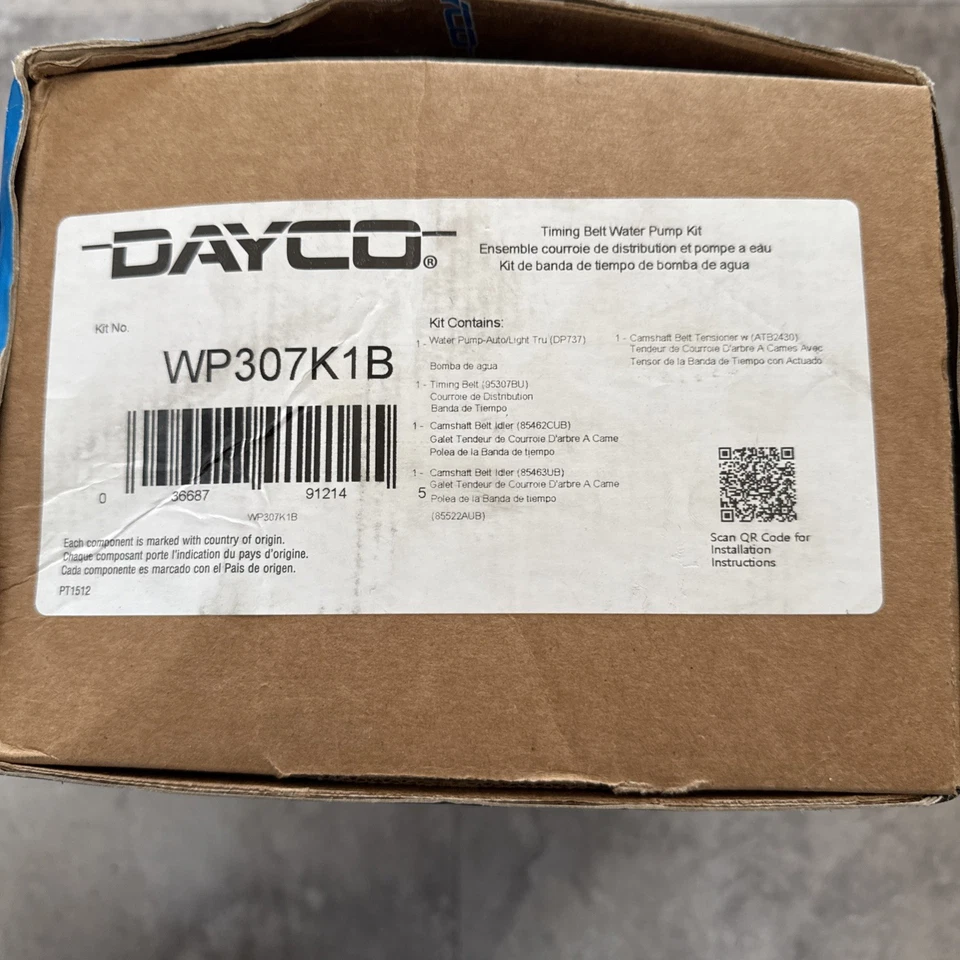 DAYCO®
Timing Belt Water Pump Kit
Ensemble courroie de distribution et pompe a eau
Kit de banda de tiempo de bomba de agua
Kit No.
WP307K1B
0 36687 91214 5
WP307K1B
Each component is marked with country of origin.
Chaque composant porte l'indication du pays d'origine.
Cada componente es marcado con el Pais de origen.
PT1512
Kit Contains:
1 - Water Pump-Auto/Light Tru (DP737)
Bomba de agua
1 - Timing Belt (95307BU)
Courroie de Distribution
Banda de Tiempo
1 - Camshaft Belt Idler (85462CUB)
Galet Tendeur de Courroie D'arbre A Came
Polea de la Banda de tiempo
1 - Camshaft Belt Idler (85463UB)
Galet Tendeur de Courroie D'arbre A Came
Polea de la Banda de tiempo
(85522AUB)
1 - Camshaft Belt Tensioner w (ATB2430)
Tendeur de Courroie D'arbre A Cames Avec
Tensor de la Banda de Tiempo con Actuado
Scan QR Code for
Installation
Instructions